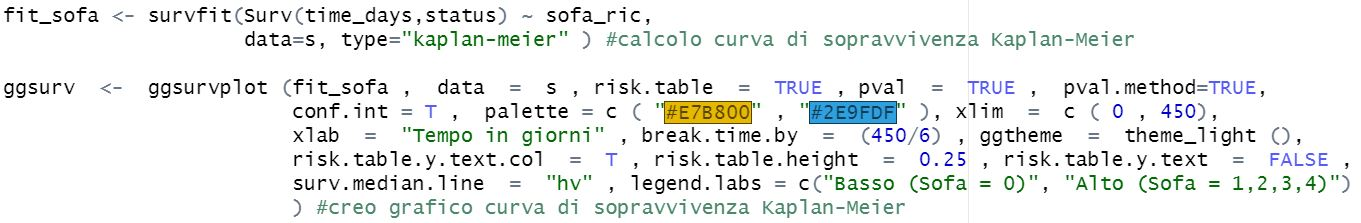 fit_sofa <- survfit(Surv(time_days,status) ~ sofa_ric,
data=s, type="kaplan-meier" ) #calcolo curva di sopravvivenza Kaplan-Meier
ggsurv <- ggsurvplot (fit_sofa , data = s , risk.table = TRUE , pval = TRUE , pval.method=TRUE,
conf.int = T , palette = c ( "#E7B800" , "#2E9FDF" ), xlim = c ( 0 , 450),
xlab = "Tempo in giorni" , break.time.by = (450/6) , ggtheme = theme_light (),
risk.table.y.text.col = T , risk.table.height = 0.25 , risk.table.y.text = FALSE ,
surv.median.line = "hv" , legend.labs = c("Basso (Sofa = 0)", "Alto (Sofa = 1,2,3,4)")
) #creo grafico curva di sopravvivenza Kaplan-Meier